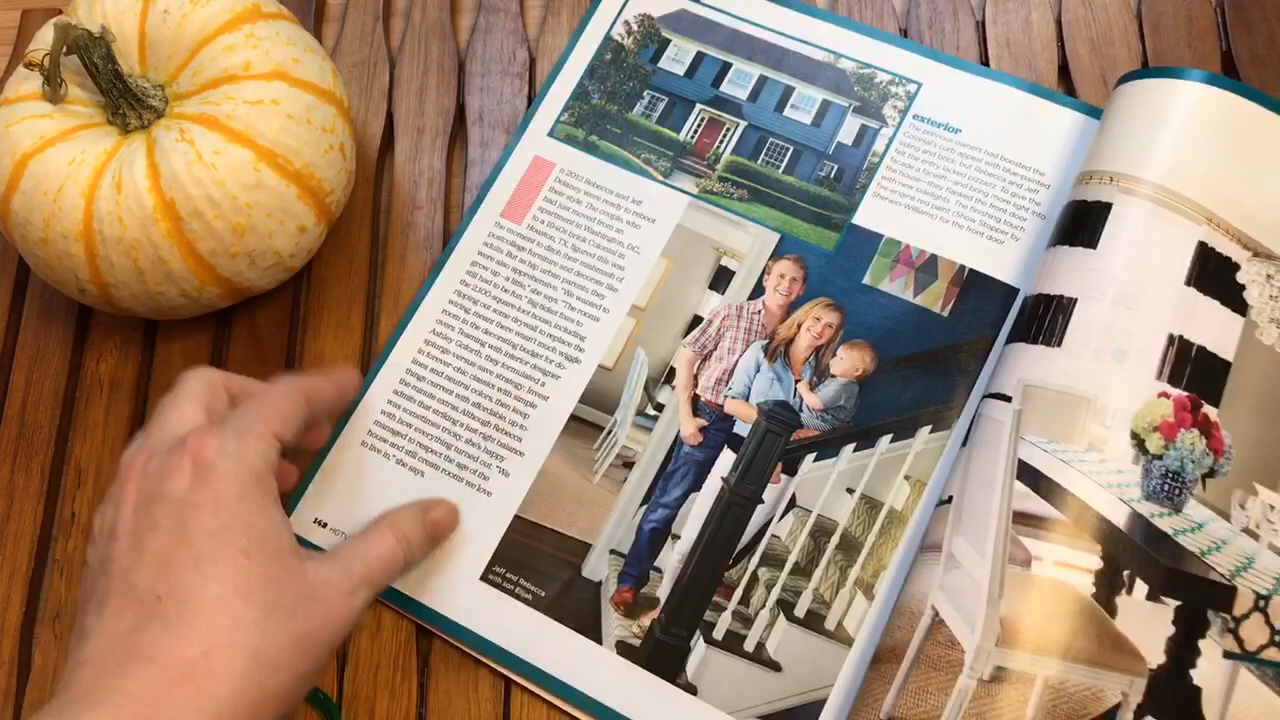 exterior
The previous owners had boosted the
Colonial's curb appeal with blue-painted
siding and brick, but Rebecca and Jeff
felt the entry lacked pizzazz. To give the
facade a facelift—and bring more light into
the house—they flanked the front door
with new sidelights. The finishing touch:
fire-engine red paint (Show Stopper by
Sherwin-Williams) for the front door.
In 2012 Rebecca and Jeff
Delaney were ready to reboot
their style. The couple, who
had just moved from an
apartment in Washington, D.C.,
to a 1940s brick Colonial in
Houston, TX, figured this was
the moment to ditch their mishmash of
postcollege furniture and decorate like
adults. But as hip urban parents, they
were also apprehensive. "We wanted to
grow up—a little," she says. "The rooms
still had to be fun." Big-ticket fixes to
the 2,100-square-foot house, including
ripping out some drywall to replace the
wiring, meant there wasn't much wiggle
room in the decorating budget for do-
overs. Teaming with interior designer
Ashley Goforth, they formulated a
splurge-versus-save strategy: Invest
in forever-chic classics with simple
lines and neutral colors, then keep
things current with affordable, up-to-
the-minute extras. Although Rebecca
admits that striking a just-right balance
was sometimes tricky, she's happy
with how everything turned out. "We
managed to respect the age of the
house and still create rooms we love
to live in," she says.
Jeff and Rebecca
with son Elijah
148 HGTV